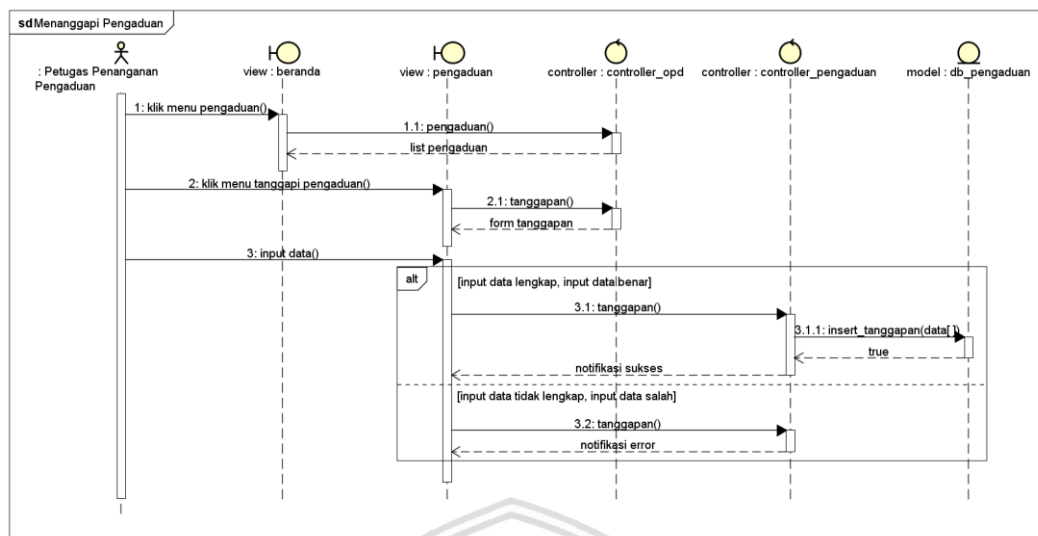 sd Menanggapi Pengaduan
: Petugas Penanganan
Pengaduan
view : beranda
view : pengaduan
controller : controller_opd
controller : controller_pengaduan
model : db_pengaduan
1: klik menu pengaduan()
1.1: pengaduan()
list pengaduan
2: klik menu tanggapi pengaduan()
2.1: tanggapan()
form tanggapan
3: input data()
alt
[input data lengkap, input data benar]
3.1: tanggapan()
3.1.1: insert_tanggapan(data[ ])
true
notifikasi sukses
[input data tidak lengkap, input data salah]
3.2: tanggapan()
notifikasi error